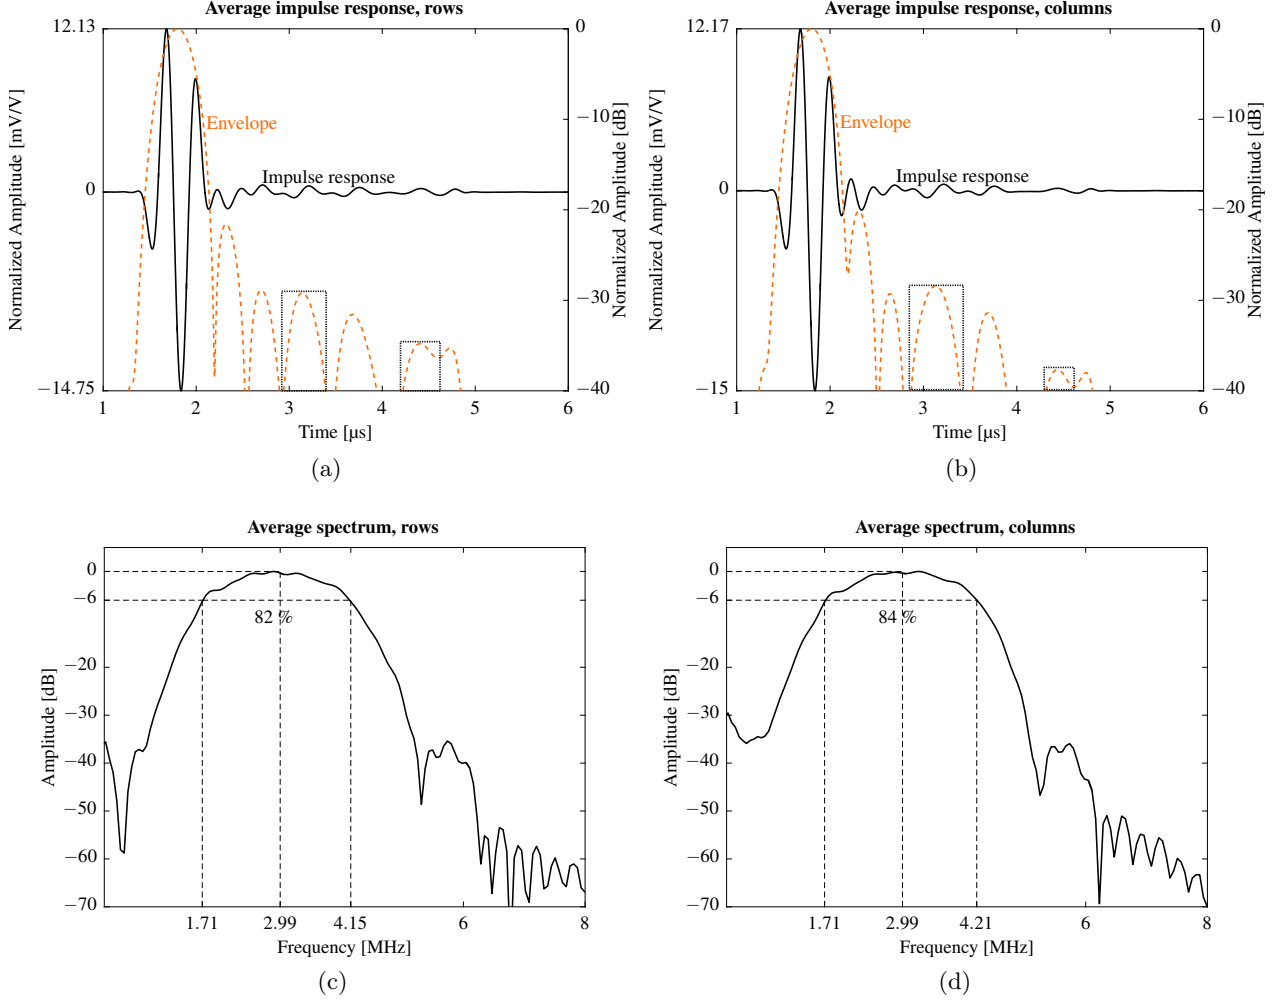 Average impulse response, rows
12.13
0
−14.75
Normalized Amplitude [mV/V]
0
−10
−20
−30
−40
Normalized Amplitude [dB]
Envelope
Impulse response
1 2 3 4 5 6
Time [µs]
(a)
Average impulse response, columns
12.17
0
−15
Normalized Amplitude [mV/V]
0
−10
−20
−30
−40
Normalized Amplitude [dB]
Envelope
Impulse response
1 2 3 4 5 6
Time [µs]
(b)
Average spectrum, rows
0
−6
−20
−30
−40
−50
−60
−70
Amplitude [dB]
82 %
1.71 2.99 4.15 6 8
Frequency [MHz]
(c)
Average spectrum, columns
0
−6
−20
−30
−40
−50
−60
−70
Amplitude [dB]
84 %
1.71 2.99 4.21 6 8
Frequency [MHz]
(d)